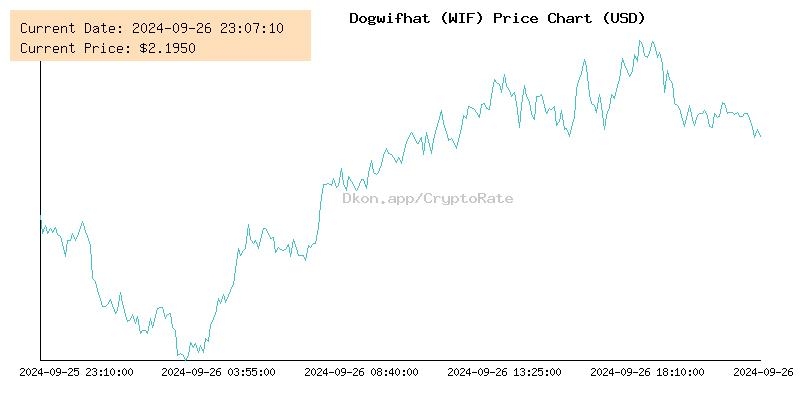 Dogwifhat (WIF) Price Chart (USD)
Current Date: 2024-09-26 23:07:10
Current Price: $2.1950
Dkon.app/CryptoRate
2024-09-25 23:10:00 2024-09-26 03:55:00 2024-09-26 08:40:00 2024-09-26 13:25:00 2024-09-26 18:10:00 2024-09-26